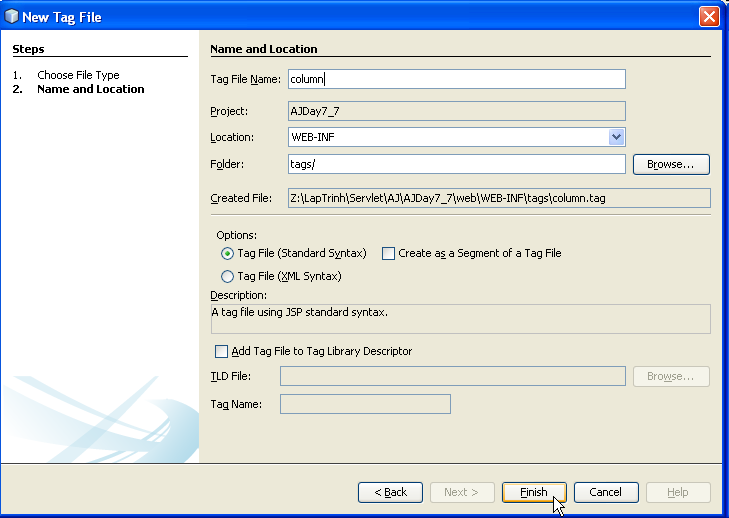 New Tag File
Steps
1. Choose File Type
2. Name and Location
Name and Location
Tag File Name: column
Project: AJDay7_7
Location: WEB-INF
Folder: tags/ Browse...
Created File: Z:\LapTrinh\Servlet\AJ\AJDay7_7\web\WEB-INF\tags\column.tag
Options:
Tag File (Standard Syntax) Create as a Segment of a Tag File
Tag File (XML Syntax)
Description:
A tag file using JSP standard syntax.
Add Tag File to Tag Library Descriptor
TLD File: Browse...
Tag Name:
< Back Next > Finish Cancel Help